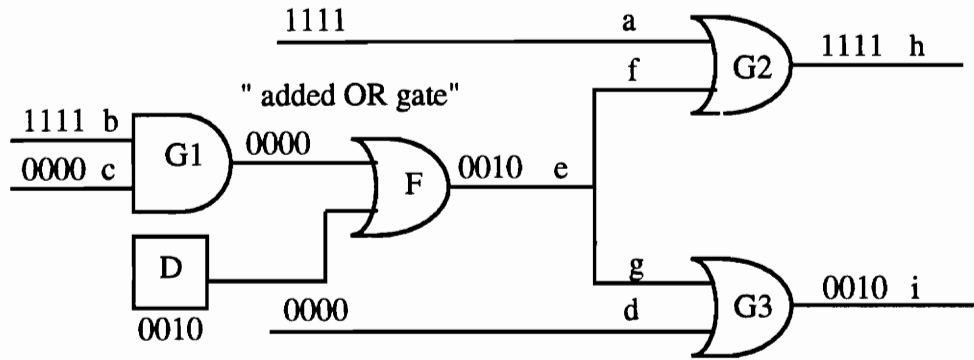 1111 a
G2
1111 h
f
" added OR gate"
1111 b
G1
0000
0000 c
F
0010 e
D
0010
g
0000 d
G3
0010 i